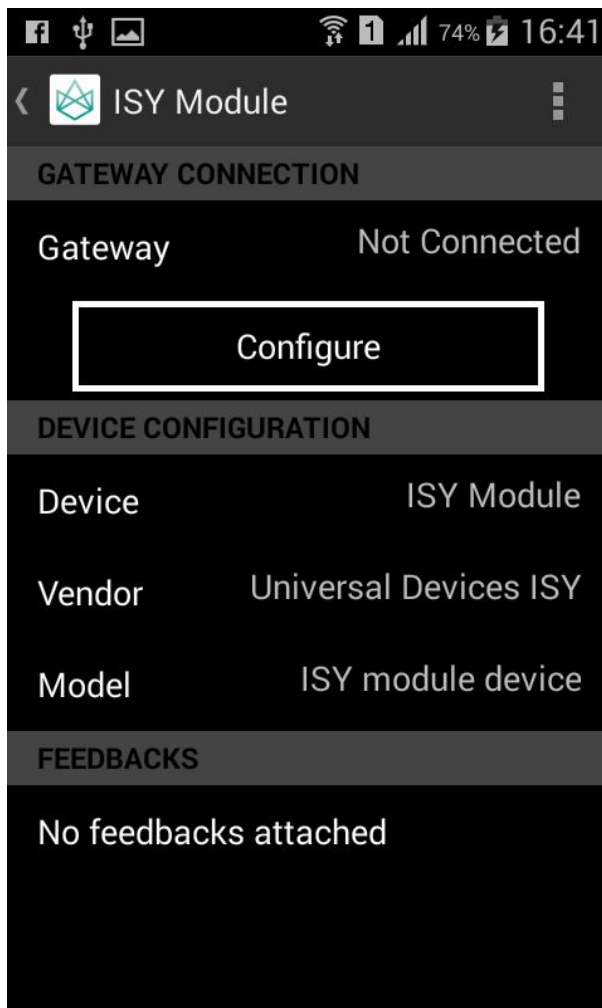 1 74% 16:41
ISY Module
GATEWAY CONNECTION
Gateway Not Connected
Configure
DEVICE CONFIGURATION
Device ISY Module
Vendor Universal Devices ISY
Model ISY module device
FEEDBACKS
No feedbacks attached